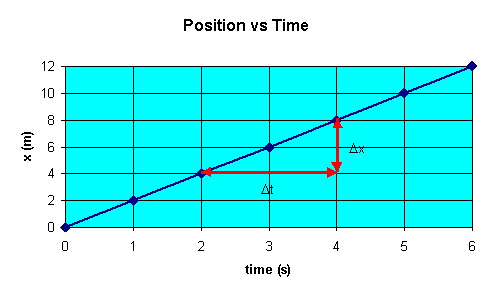 Position vs Time
12
10
8
6
4
2
0
x (m)
Δx
Δt
0 1 2 3 4 5 6
time (s)